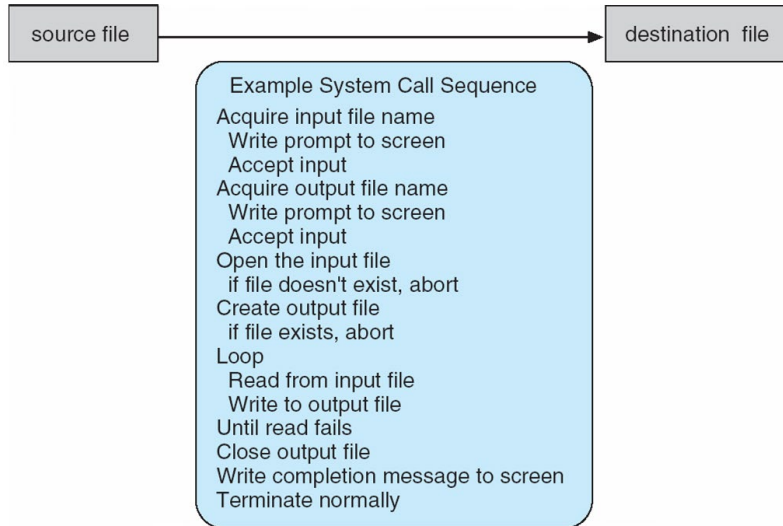 source file
destination file
Example System Call Sequence
Acquire input file name
Write prompt to screen
Accept input
Acquire output file name
Write prompt to screen
Accept input
Open the input file
if file doesn't exist, abort
Create output file
if file exists, abort
Loop
Read from input file
Write to output file
Until read fails
Close output file
Write completion message to screen
Terminate normally